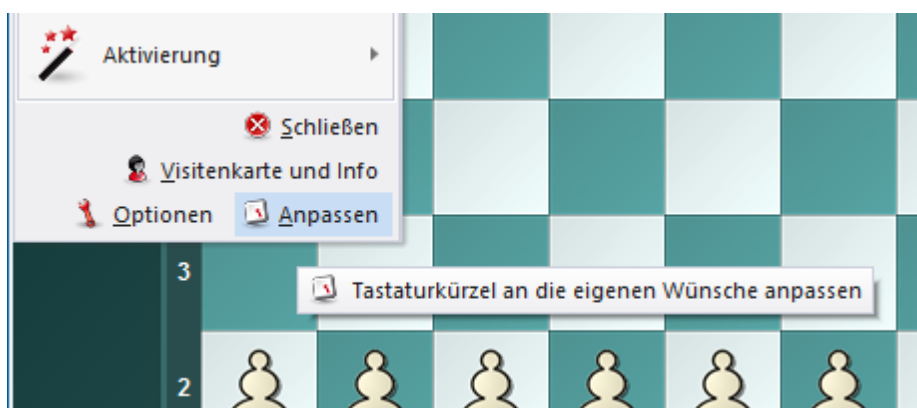 Aktivierung
Schließen
Visitenkarte und Info
Optionen Anpassen
3
Tastaturkürzel an die eigenen Wünsche anpassen
2